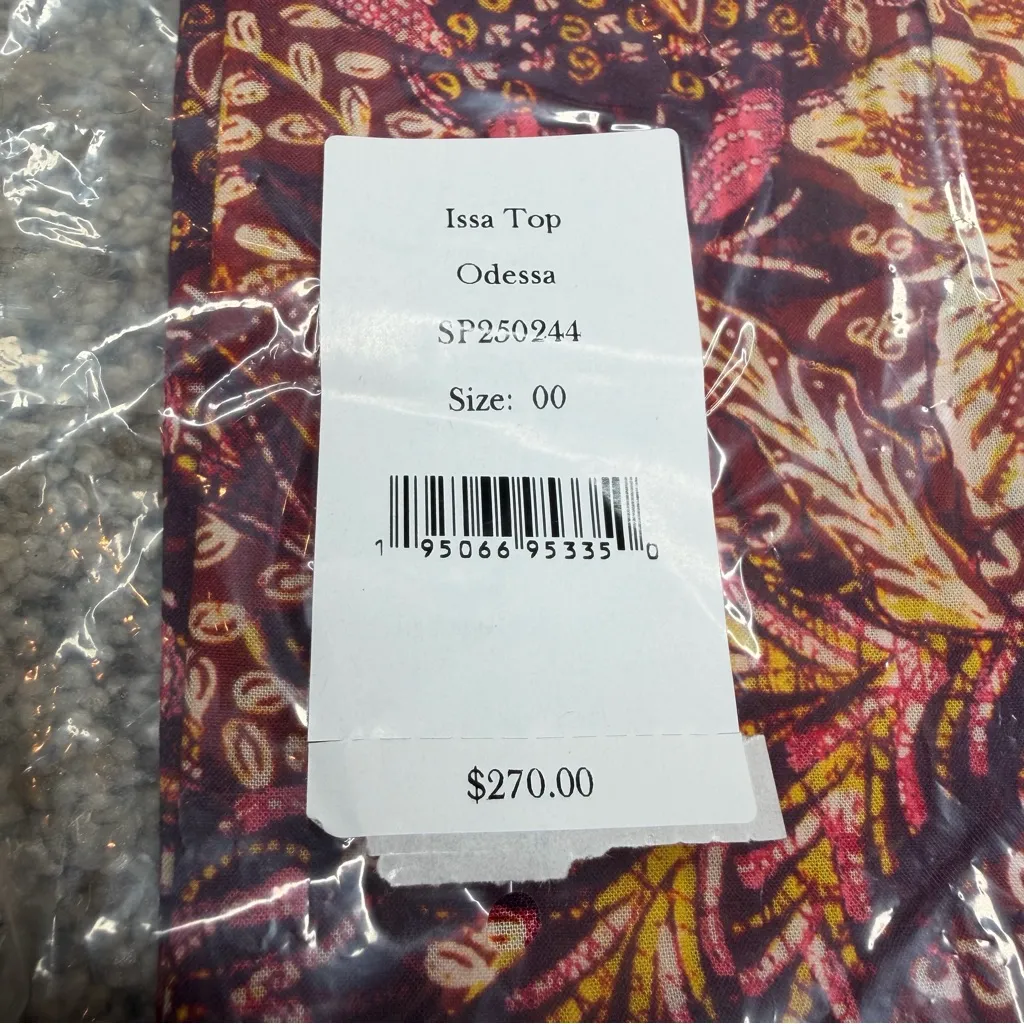 Issa Top
Odessa
SP250244
Size: 00
1 95066 95335 0
$270.00